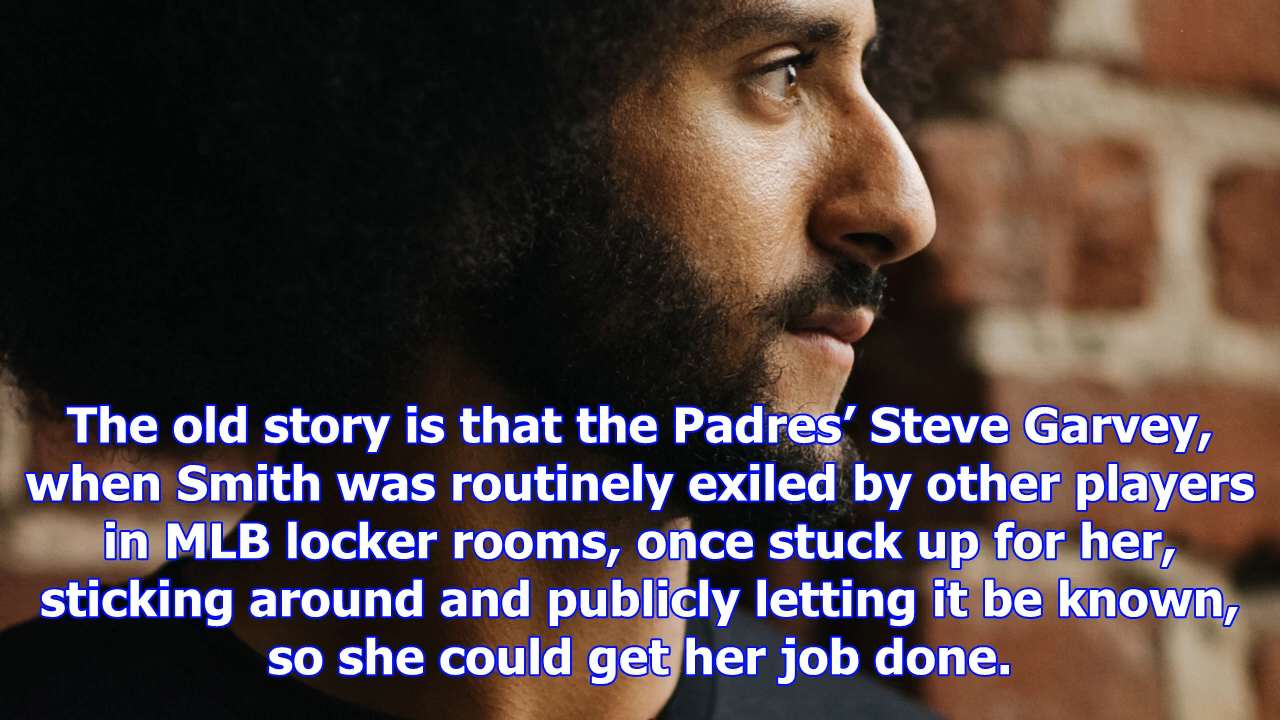 The old story is that the Padres’ Steve Garvey,
when Smith was routinely exiled by other players
in MLB locker rooms, once stuck up for her,
sticking around and publicly letting it be known,
so she could get her job done.